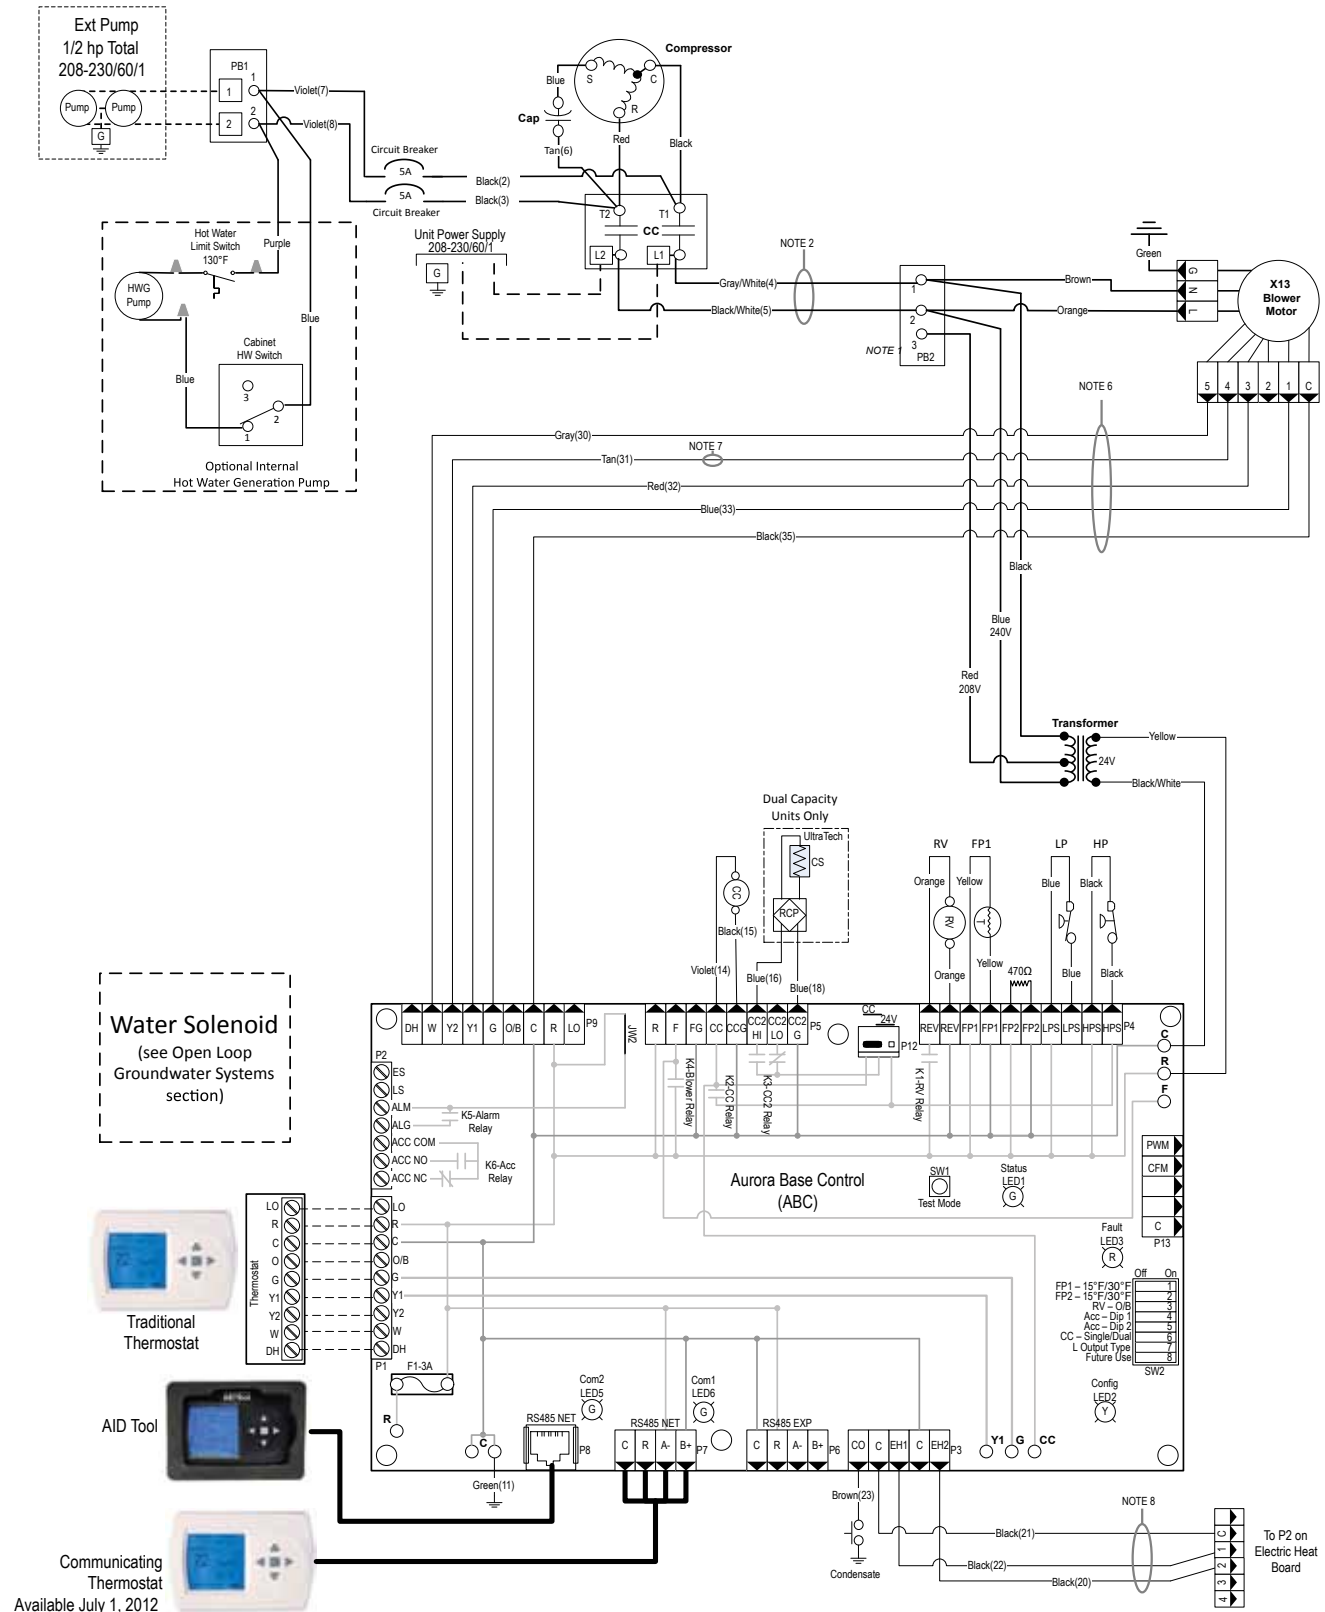 Ext Pump
1/2 hp Total
208-230/60/1
Pump
Pump
G
PB1
1
1
2
2
Violet(7)
Violet(8)
Circuit Breaker
5A
5A
Circuit Breaker
Black(2)
Black(3)
Compressor
S
C
R
Blue
Cap
Tan(6)
Red
Black
T2
T1
CC
L2
L1
Unit Power Supply
208-230/60/1
G
Gray/White(4)
Black/White(5)
NOTE 2
1
2
3
NOTE 1
PB2
Brown
Orange
Green
G
N
L
X13
Blower
Motor
5
4
3
2
1
C
NOTE 6
Hot Water
Limit Switch
130°F
Purple
HWG
Pump
Blue
Cabinet
HW Switch
Blue
3
2
1
Optional Internal
Hot Water Generation Pump
Gray(30)
NOTE 7
Tan(31)
Red(32)
Blue(33)
Black(35)
Black
Blue
240V
Red
208V
Transformer
Yellow
24V
Black/White
Dual Capacity
Units Only
UltraTech
CS
RCP
CC
Black(15)
Violet(14)
Blue(16)
Blue(18)
RV
FP1
LP
HP
Orange
Yellow
Blue
Black
RV
T
Orange
Yellow
470Ω
Blue
Black
Water Solenoid
(see Open Loop
Groundwater Systems
section)
DH
W
Y2
Y1
G
O/B
C
R
LO
P9
JW2
R
F
FG
CC
CCG
CC2
HI
CC2
LO
CC2
G
P5
CC
24V
P12
REV
REV
FP1
FP1
FP2
FP2
LPS
LPS
HPS
HPS
P4
C
R
F
P2
ES
LS
ALM
ALG
ACC COM
ACC NO
ACC NC
K5-Alarm
Relay
K6-Acc
Relay
K4-Blower Relay
K2-CC Relay
K3-CC2 Relay
K1-RV Relay
Aurora Base Control
(ABC)
SW1
Test Mode
Status
LED1
G
PWM
CFM
C
P13
Fault
LED3
R
Off
On
FP1 – 15°F/30°F
1
FP2 – 15°F/30°F
2
RV – O/B
3
Acc – Dip 1
4
Acc – Dip 2
5
CC – Single/Dual
6
L Output Type
7
Future Use
8
SW2
Config
LED2
Y
Thermostat
LO
R
C
O
G
Y1
Y2
W
DH
LO
R
C
O/B
G
Y1
Y2
W
DH
P1
F1-3A
R
C
Traditional
Thermostat
AID Tool
Communicating
Thermostat
Available July 1, 2012
Green(11)
RS485 NET
P8
Com2
LED5
G
RS485 NET
C
R
A-
B+
P7
Com1
LED6
G
RS485 EXP
C
R
A-
B+
P6
CO
C
EH1
C
EH2
P3
Y1
G
CC
Brown(23)
Condensate
Black(21)
Black(22)
Black(20)
NOTE 8
C
1
2
3
4
To P2 on
Electric Heat
Board